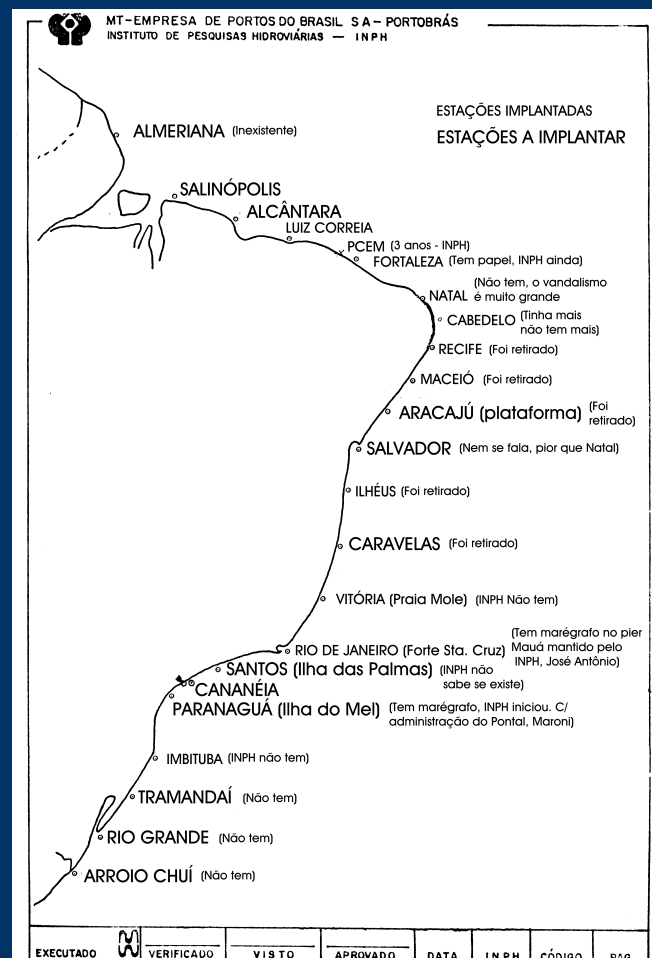 MT-EMPRESA DE PORTOS DO BRASIL S A - PORTOBRÁS
INSTITUTO DE PESQUISAS HIDROVIÁRIAS — INPH
ESTAÇÕES IMPLANTADAS
ESTAÇÕES A IMPLANTAR
ALMERIANA (Inexistente)
SALINÓPOLIS
ALCÂNTARA
LUIZ CORREIA
PCEM (3 anos - INPH)
FORTALEZA (Tem papel, INPH ainda)
NATAL (Não tem, o vandalismo
é muito grande
CABEDELO (Tinha mais
não tem mais)
RECIFE (Foi retirado)
MACEIÓ (Foi retirado)
ARACAJÚ (plataforma) (Foi
retirado)
SALVADOR (Nem se fala, pior que Natal)
ILHÉUS (Foi retirado)
CARAVELAS (Foi retirado)
VITÓRIA (Praia Mole) (INPH Não tem)
RIO DE JANEIRO (Forte Sta. Cruz) (Tem marégrafo no pier
Mauá mantido pelo
INPH, José Antônio)
SANTOS (Ilha das Palmas) (INPH não
sabe se existe)
CANANÉIA
PARANAGUÁ (Ilha do Mel) (Tem marégrafo, INPH iniciou. C/
administração do Pontal, Maroni)
IMBITUBA (INPH não tem)
TRAMANDAÍ (Não tem)
RIO GRANDE (Não tem)
ARROIO CHUÍ (Não tem)
EXECUTADO VERIFICADO VISTO APROVADO DATA INPH CÓDIGO PAG